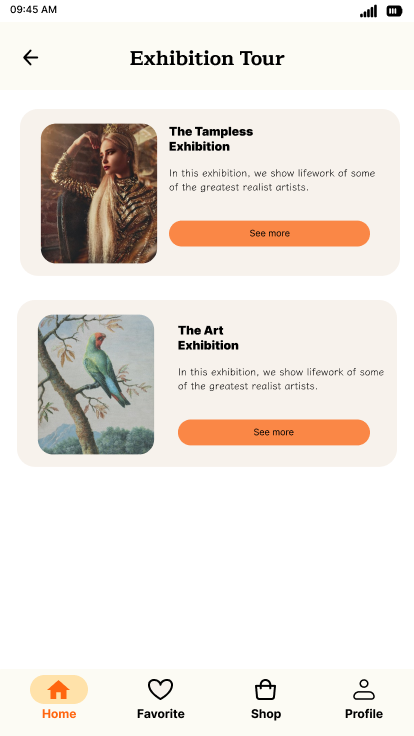 09:45 AM
Exhibition Tour
The Tampless
Exhibition
In this exhibition, we show lifework of some
of the greatest realist artists.
See more
The Art
Exhibition
In this exhibition, we show lifework of some
of the greatest realist artists.
See more
Home Favorite Shop Profile